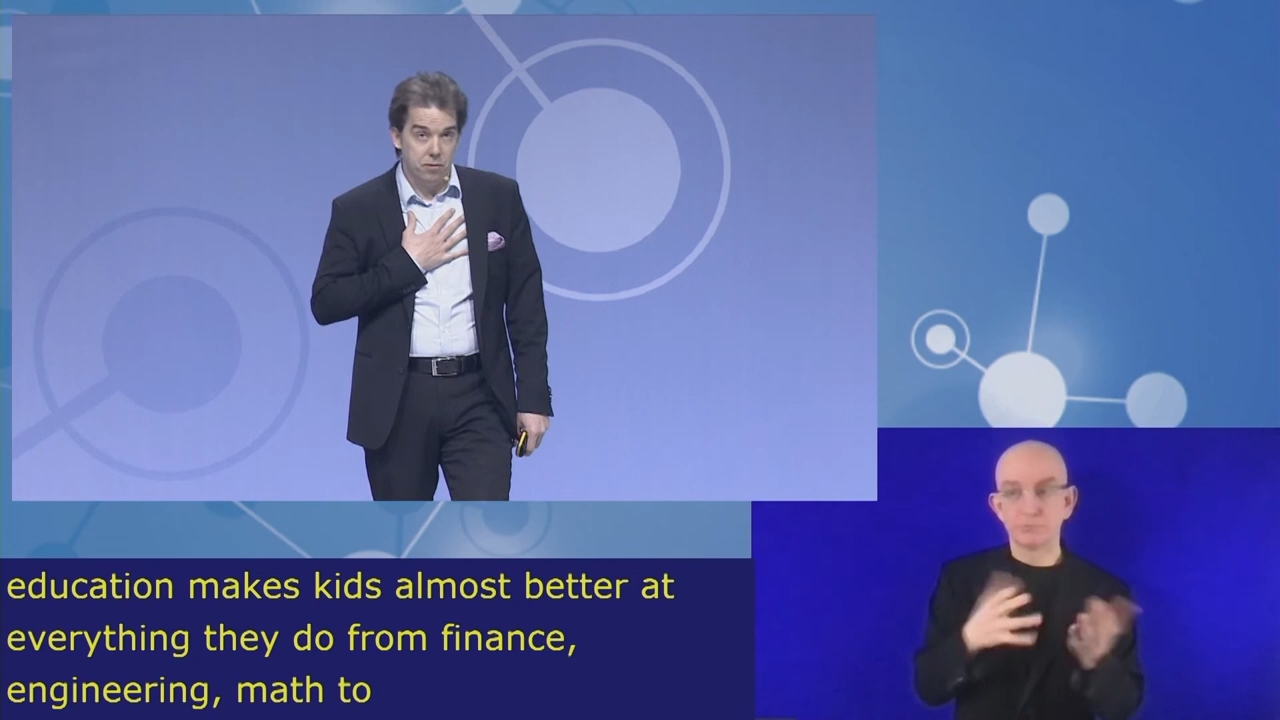 education makes kids almost better at
everything they do from finance,
engineering, math to